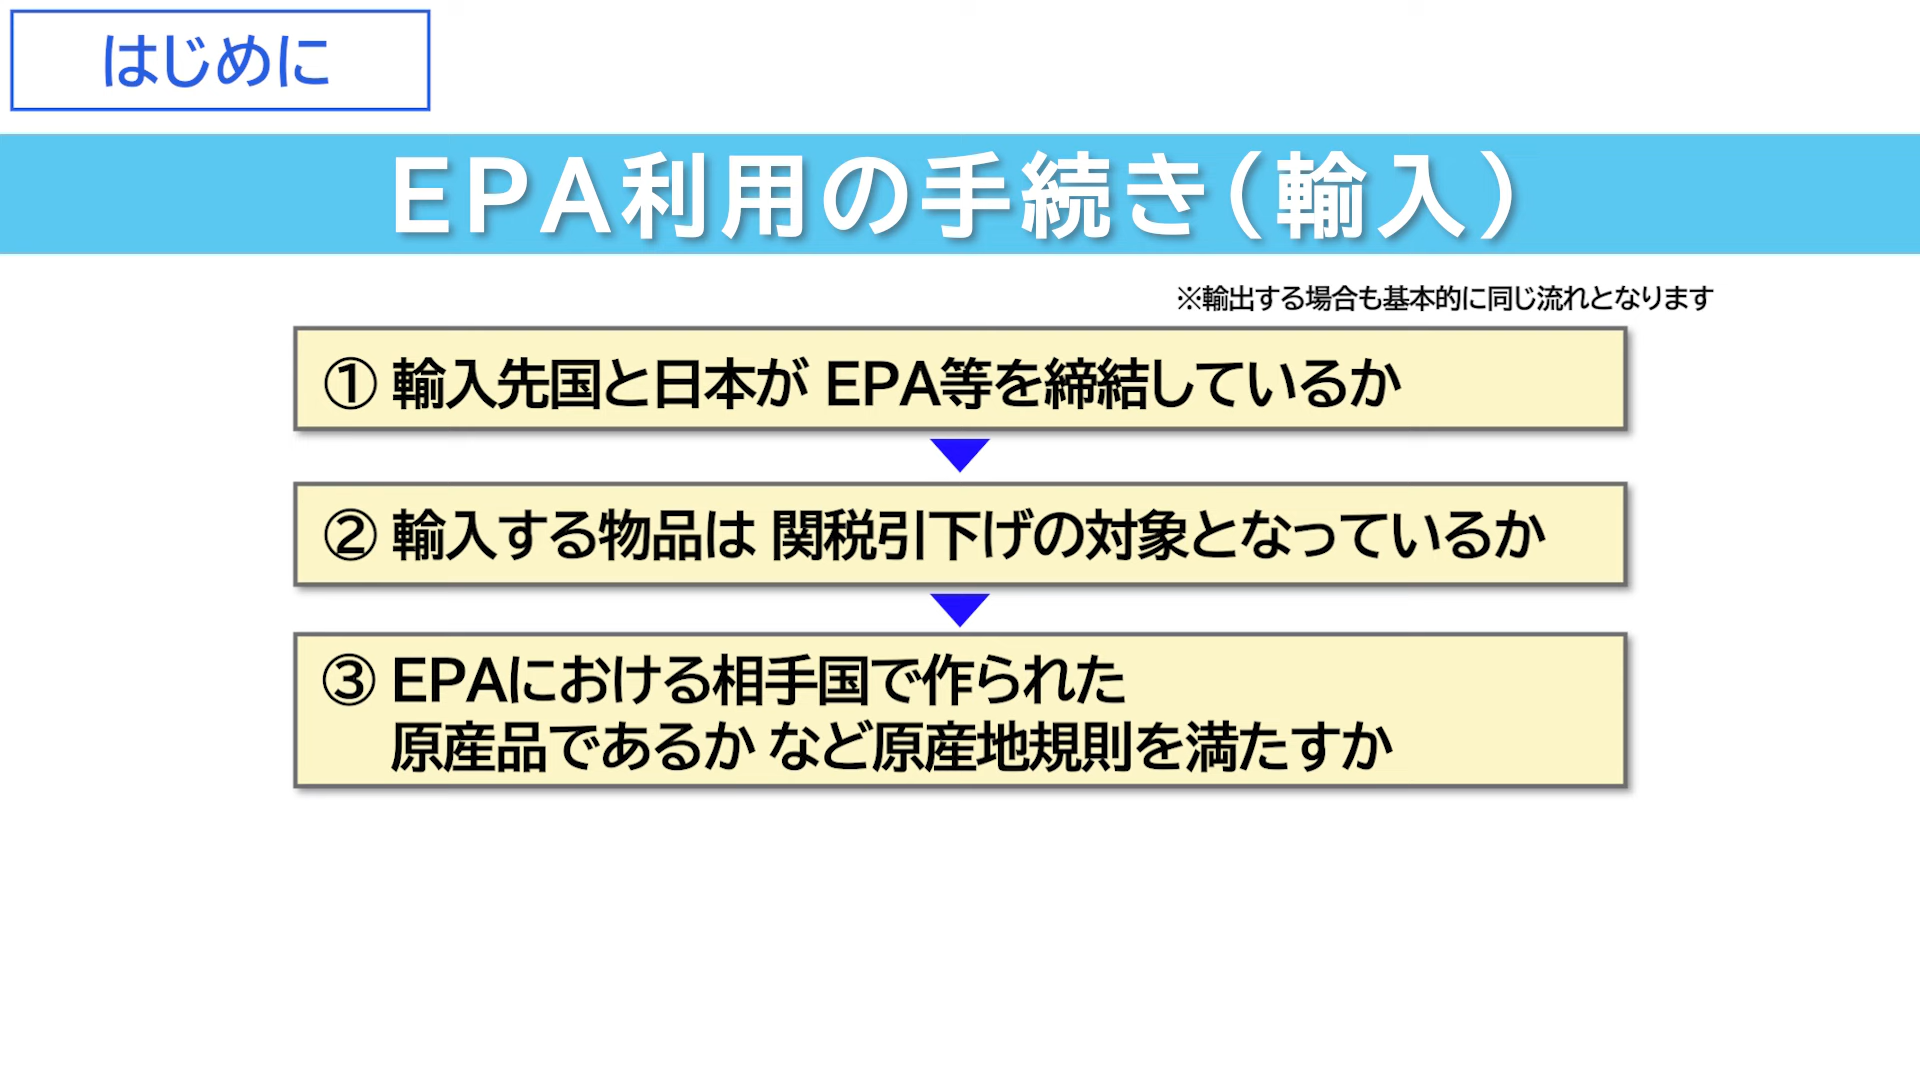 はじめに
EPA利用の手続き(輸入)
※輸出する場合も基本的に同じ流れとなります
① 輸入先国と日本が EPA等を締結しているか
② 輸入する物品は 関税引下げの対象となっているか
③ EPAにおける相手国で作られた
原産品であるか など原産地規則を満たすか